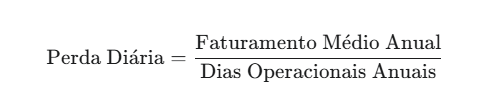 Perda Diária = Faturamento Médio Anual / Dias Operacionais Anuais